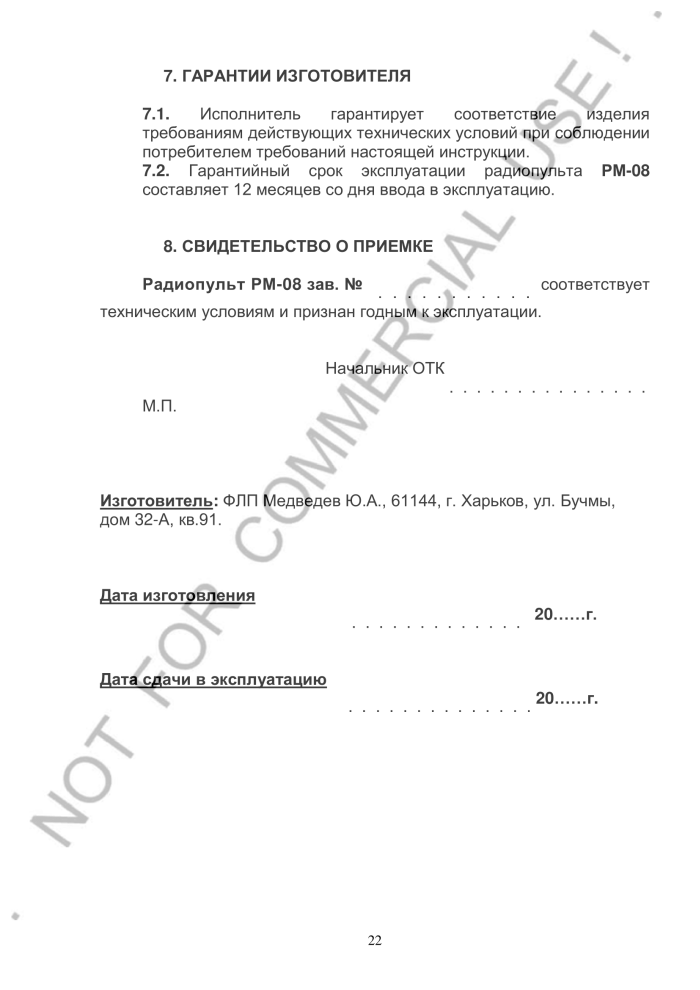 7. ГАРАНТИИ ИЗГОТОВИТЕЛЯ
7.1. Исполнитель гарантирует соответствие изделия
требованиям действующих технических условий при соблюдении
потребителем требований настоящей инструкции.
7.2. Гарантийный срок эксплуатации радиопульта РМ-08
составляет 12 месяцев со дня ввода в эксплуатацию.
8. СВИДЕТЕЛЬСТВО О ПРИЕМКЕ
Радиопульт РМ-08 зав. № . . . . . . . . . . . соответствует
техническим условиям и признан годным к эксплуатации.
Начальник ОТК
. . . . . . . . . . . . . . .
М.П.
Изготовитель: ФЛП Медведев Ю.А., 61144, г. Харьков, ул. Бучмы,
дом 32-А, кв.91.
Дата изготовления
. . . . . . . . . . . . . 20……г.
Дата сдачи в эксплуатацию
. . . . . . . . . . . . . . 20……г.
22
. NOT FOR COMMERCIAL USE ! .